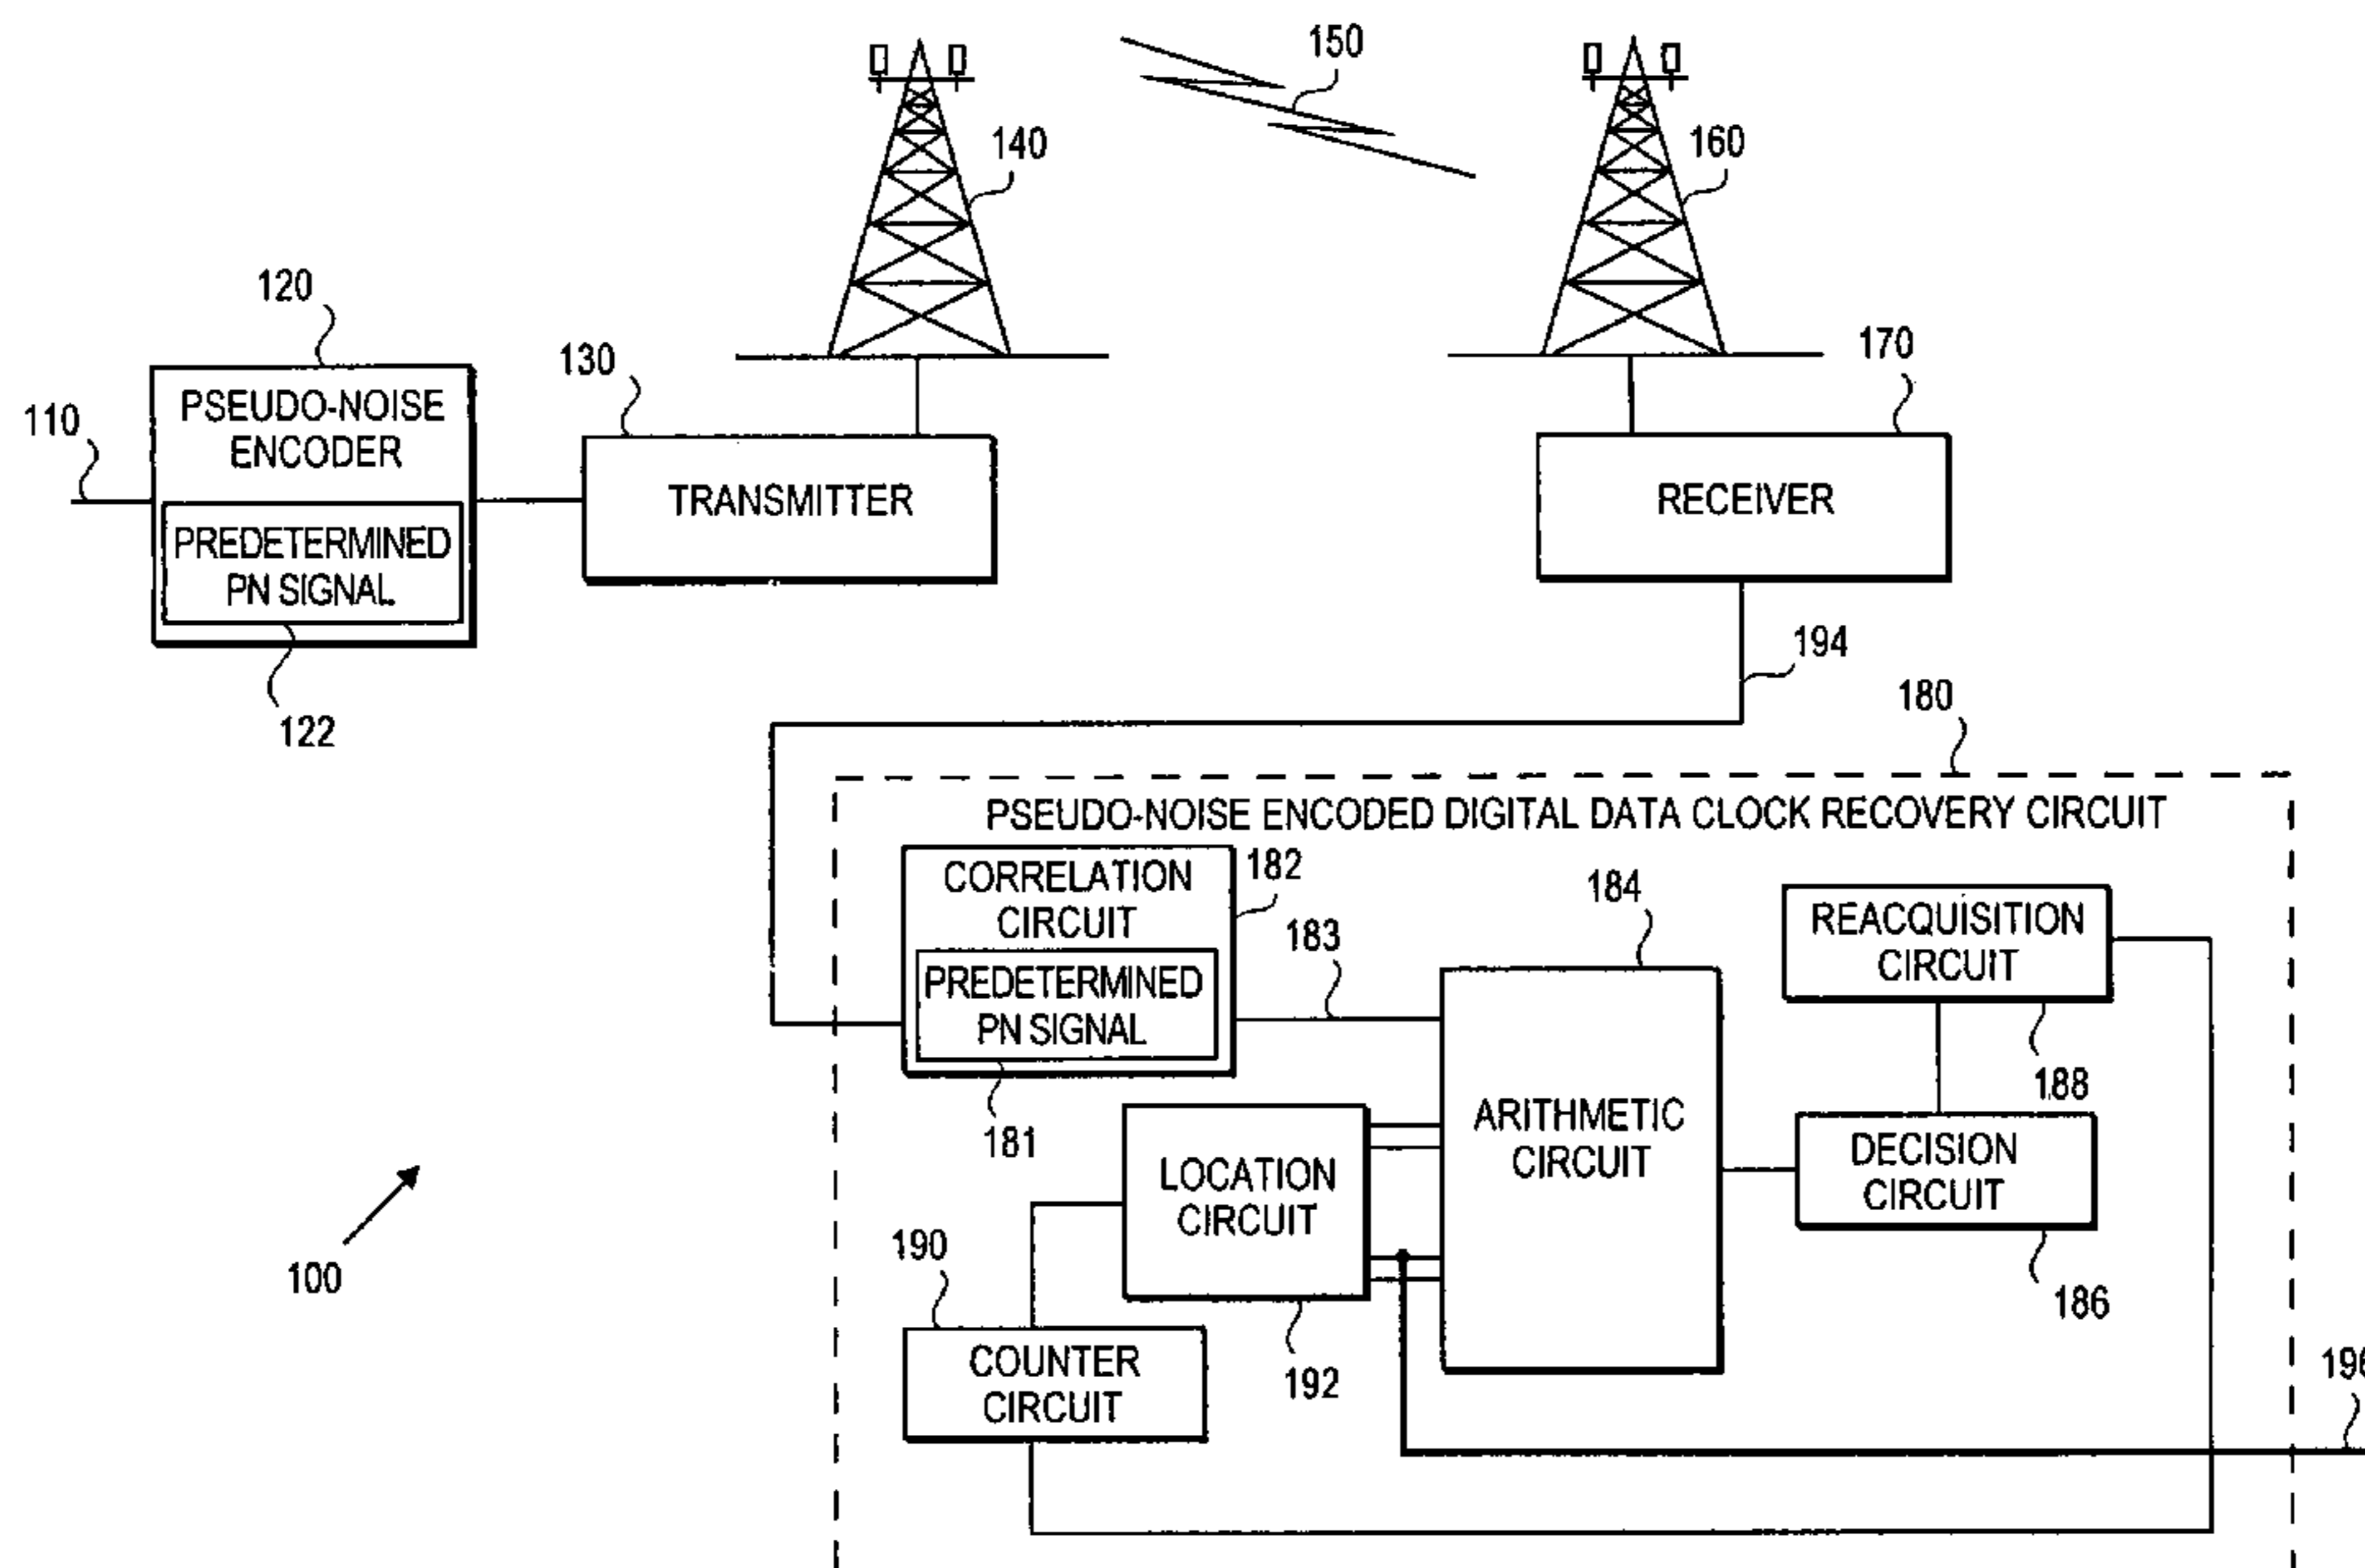 150
140
160
120
130
170
110
PSEUDO-NOISE
ENCODER
TRANSMITTER
RECEIVER
PREDETERMINED
PN SIGNAL
122
194
180
PSEUDO-NOISE ENCODED DIGITAL DATA CLOCK RECOVERY CIRCUIT
CORRELATION
CIRCUIT
182
183
184
REACQUISITION
CIRCUIT
PREDETERMINED
PN SIGNAL
181
188
ARITHMETIC
CIRCUIT
LOCATION
CIRCUIT
DECISION
CIRCUIT
100
190
186
192
COUNTER
CIRCUIT
196